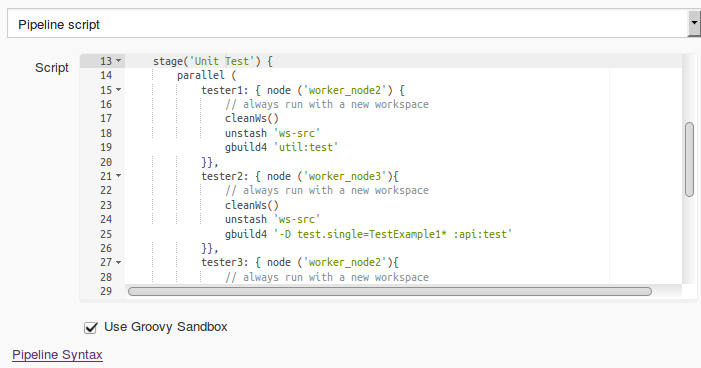 Pipeline script
Script
13 stage('Unit Test') {
14 parallel (
15 tester1: { node ('worker_node2') {
16 // always run with a new workspace
17 cleanWs()
18 unstash 'ws-src'
19 gbuild4 'util:test'
20 }},
21 tester2: { node ('worker_node3'){
22 // always run with a new workspace
23 cleanWs()
24 unstash 'ws-src'
25 gbuild4 '-D test.single=TestExample1* :api:test'
26 }},
27 tester3: { node ('worker_node2'){
28 // always run with a new workspace
29
Use Groovy Sandbox
Pipeline Syntax